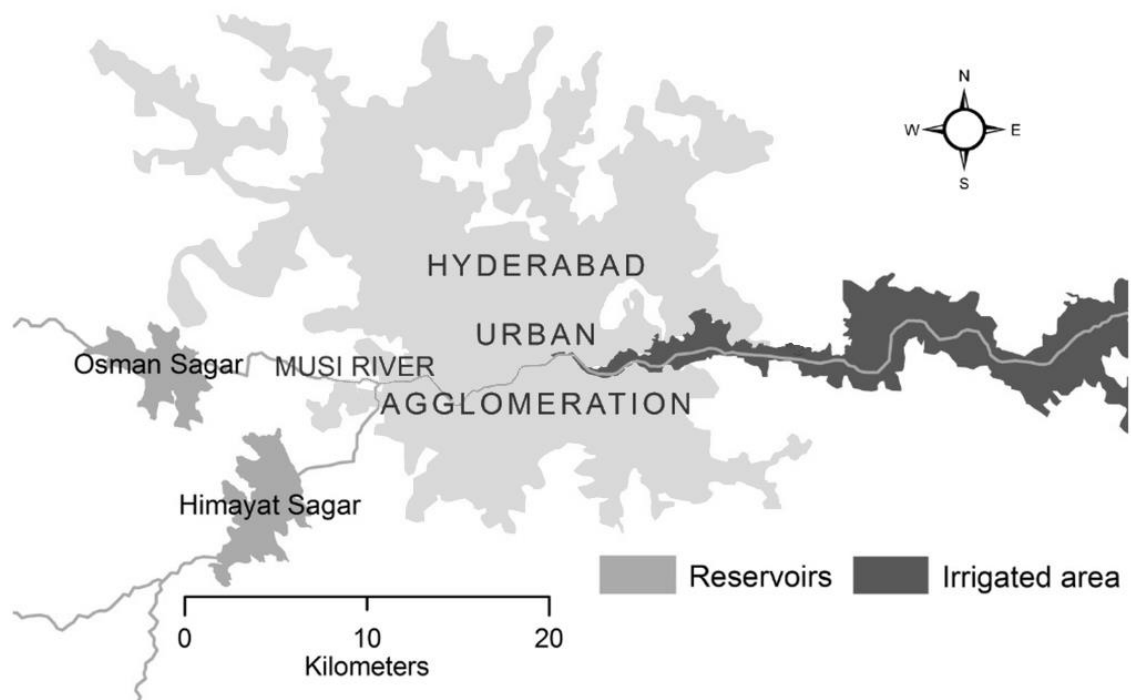 N
W E
S
HYDERABAD
URBAN
Osman Sagar
MUSI RIVER
AGGLOMERATION
Himayat Sagar
Reservoirs
Irrigated area
0 10 20
Kilometers